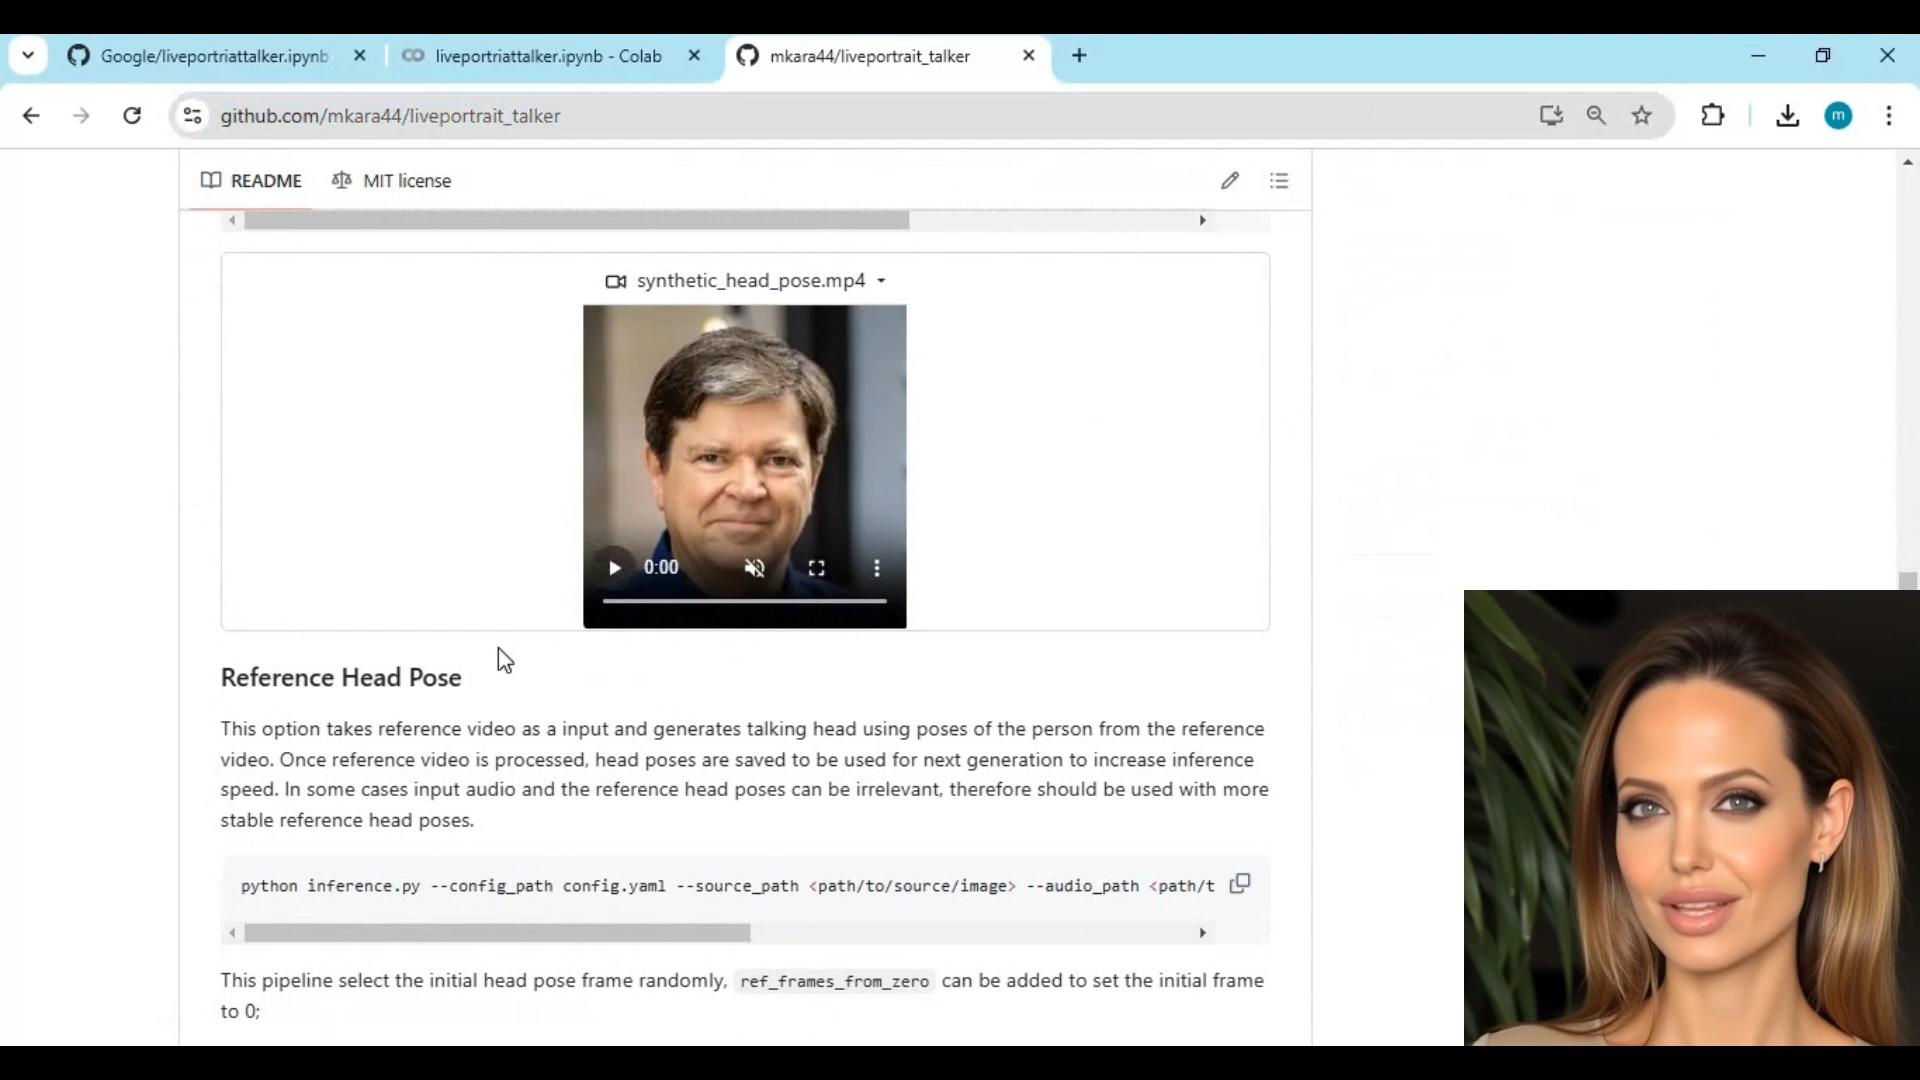 Google/liveportriattalker.ipynb
liveportriattalker.ipynb - Colab
mkara44/liveportrait_talker
github.com/mkara44/liveportrait_talker
m
README
MIT license
synthetic_head_pose.mp4
0:00
Reference Head Pose
This option takes reference video as a input and generates talking head using poses of the person from the reference
video. Once reference video is processed, head poses are saved to be used for next generation to increase inference
speed. In some cases input audio and the reference head poses can be irrelevant, therefore should be used with more
stable reference head poses.
python inference.py --config_path config.yaml --source_path <path/to/source/image> --audio_path <path/t
This pipeline select the initial head pose frame randomly, ref_frames_from_zero can be added to set the initial frame
to 0;